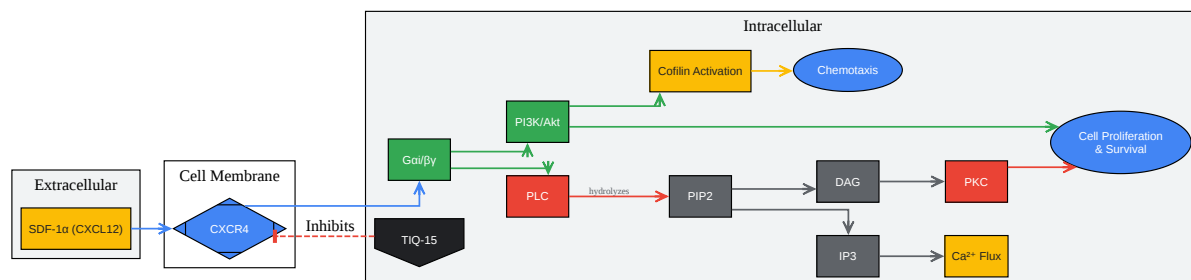 Intracellular
Cofilin Activation
Chemotaxis
PI3K/Akt
Cell Proliferation
& Survival
Gαi/βγ
Extracellular
Cell Membrane
PLC
hydrolyzes
PIP2
DAG
PKC
SDF-1α (CXCL12)
CXCR4
Inhibits
TIQ-15
IP3
Ca²⁺ Flux